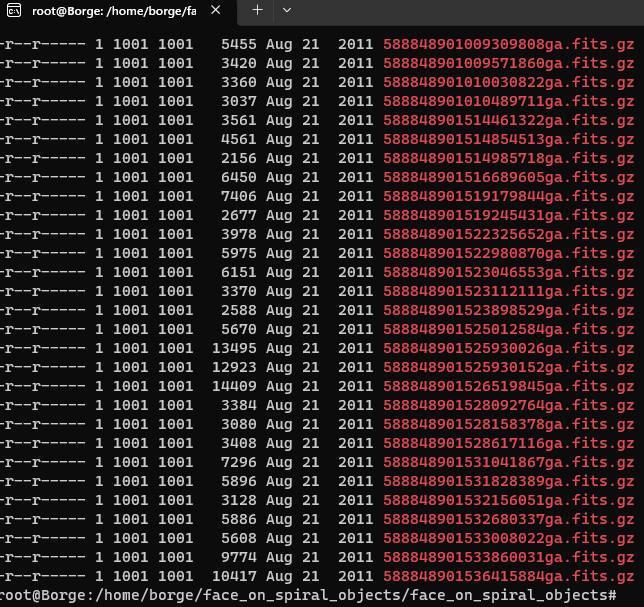 root@Borge: /home/borge/fa
-r--r----- 1 1001 1001 5455 Aug 21 2011 588848901009309808ga.fits.gz
-r--r----- 1 1001 1001 3420 Aug 21 2011 588848901009571860ga.fits.gz
-r--r----- 1 1001 1001 3360 Aug 21 2011 588848901010030822ga.fits.gz
-r--r----- 1 1001 1001 3037 Aug 21 2011 588848901010489711ga.fits.gz
-r--r----- 1 1001 1001 3561 Aug 21 2011 588848901514461322ga.fits.gz
-r--r----- 1 1001 1001 4561 Aug 21 2011 588848901514854513ga.fits.gz
-r--r----- 1 1001 1001 2156 Aug 21 2011 588848901514985718ga.fits.gz
-r--r----- 1 1001 1001 6450 Aug 21 2011 588848901516689605ga.fits.gz
-r--r----- 1 1001 1001 7406 Aug 21 2011 588848901519179844ga.fits.gz
-r--r----- 1 1001 1001 2677 Aug 21 2011 588848901519245431ga.fits.gz
-r--r----- 1 1001 1001 3978 Aug 21 2011 588848901522325652ga.fits.gz
-r--r----- 1 1001 1001 5975 Aug 21 2011 588848901522980870ga.fits.gz
-r--r----- 1 1001 1001 6151 Aug 21 2011 588848901523046553ga.fits.gz
-r--r----- 1 1001 1001 3370 Aug 21 2011 588848901523112111ga.fits.gz
-r--r----- 1 1001 1001 2588 Aug 21 2011 588848901523898529ga.fits.gz
-r--r----- 1 1001 1001 5670 Aug 21 2011 588848901525012584ga.fits.gz
-r--r----- 1 1001 1001 13495 Aug 21 2011 588848901525930026ga.fits.gz
-r--r----- 1 1001 1001 12923 Aug 21 2011 588848901525930152ga.fits.gz
-r--r----- 1 1001 1001 14409 Aug 21 2011 588848901526519845ga.fits.gz
-r--r----- 1 1001 1001 3384 Aug 21 2011 588848901528092764ga.fits.gz
-r--r----- 1 1001 1001 3080 Aug 21 2011 588848901528158378ga.fits.gz
-r--r----- 1 1001 1001 3408 Aug 21 2011 588848901528617116ga.fits.gz
-r--r----- 1 1001 1001 7296 Aug 21 2011 588848901531041867ga.fits.gz
-r--r----- 1 1001 1001 5896 Aug 21 2011 588848901531828389ga.fits.gz
-r--r----- 1 1001 1001 3128 Aug 21 2011 588848901532156051ga.fits.gz
-r--r----- 1 1001 1001 5886 Aug 21 2011 588848901532680337ga.fits.gz
-r--r----- 1 1001 1001 5608 Aug 21 2011 588848901533008022ga.fits.gz
-r--r----- 1 1001 1001 9774 Aug 21 2011 588848901533860031ga.fits.gz
-r--r----- 1 1001 1001 10417 Aug 21 2011 588848901536415884ga.fits.gz
root@Borge:/home/borge/face_on_spiral_objects/face_on_spiral_objects#